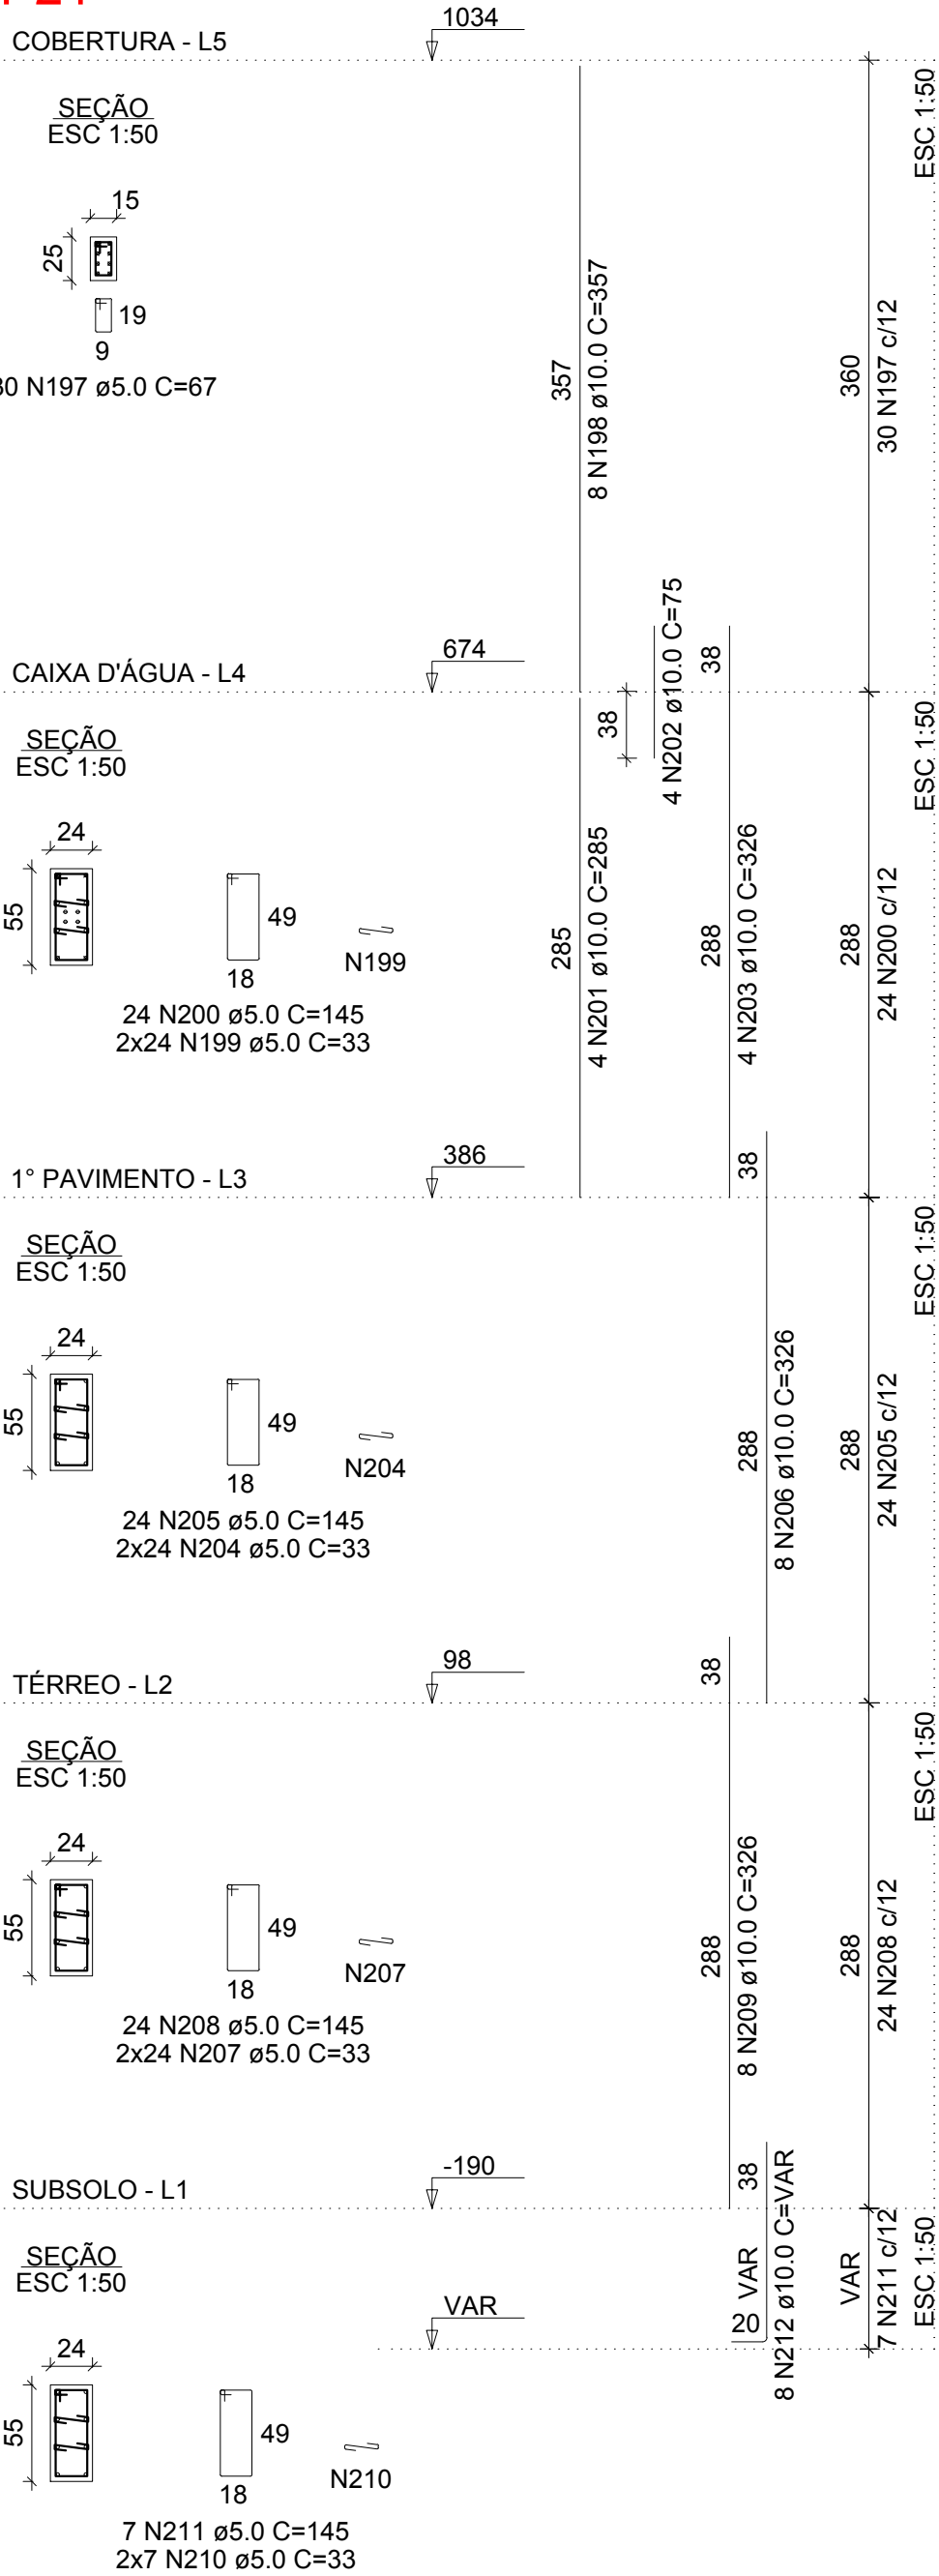 1034
COBERTURA - L5
SEÇÃO
ESC 1:50
15
25
19
9
N197 ø5.0 C=67
357
8 N198 ø10.0 C=357
360
30 N197 c/12
ESC 1:50
674
CAIXA D'ÁGUA - L4
SEÇÃO
ESC 1:50
24
55
49
18
N199
24 N200 ø5.0 C=145
2x24 N199 ø5.0 C=33
285
4 N201 ø10.0 C=285
38
4 N202 ø10.0 C=75
38
288
4 N203 ø10.0 C=326
288
24 N200 c/12
ESC 1:50
386
1° PAVIMENTO - L3
SEÇÃO
ESC 1:50
24
55
49
18
N204
24 N205 ø5.0 C=145
2x24 N204 ø5.0 C=33
38
288
8 N206 ø10.0 C=326
288
24 N205 c/12
ESC 1:50
98
TÉRREO - L2
SEÇÃO
ESC 1:50
24
55
49
18
N207
24 N208 ø5.0 C=145
2x24 N207 ø5.0 C=33
38
288
8 N209 ø10.0 C=326
288
24 N208 c/12
ESC 1:50
-190
SUBSOLO - L1
SEÇÃO
ESC 1:50
VAR
24
55
49
18
N210
7 N211 ø5.0 C=145
2x7 N210 ø5.0 C=33
38
VAR
20
8 N212 ø10.0 C=VAR
VAR
7 N211 c/12
ESC 1:50